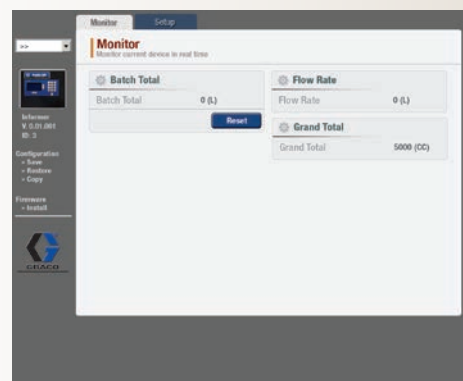 Monitor
Setup
>>
Monitor
Monitor current device in real time
Batch Total
Batch Total 0 (L)
Reset
Flow Rate
Flow Rate 0 (L)
Grand Total
Grand Total 5000 (CC)
Informer
V 0.01.001
ID: 3
Configuration
» Save
» Restore
» Copy
Firmware
» Install
GRACO